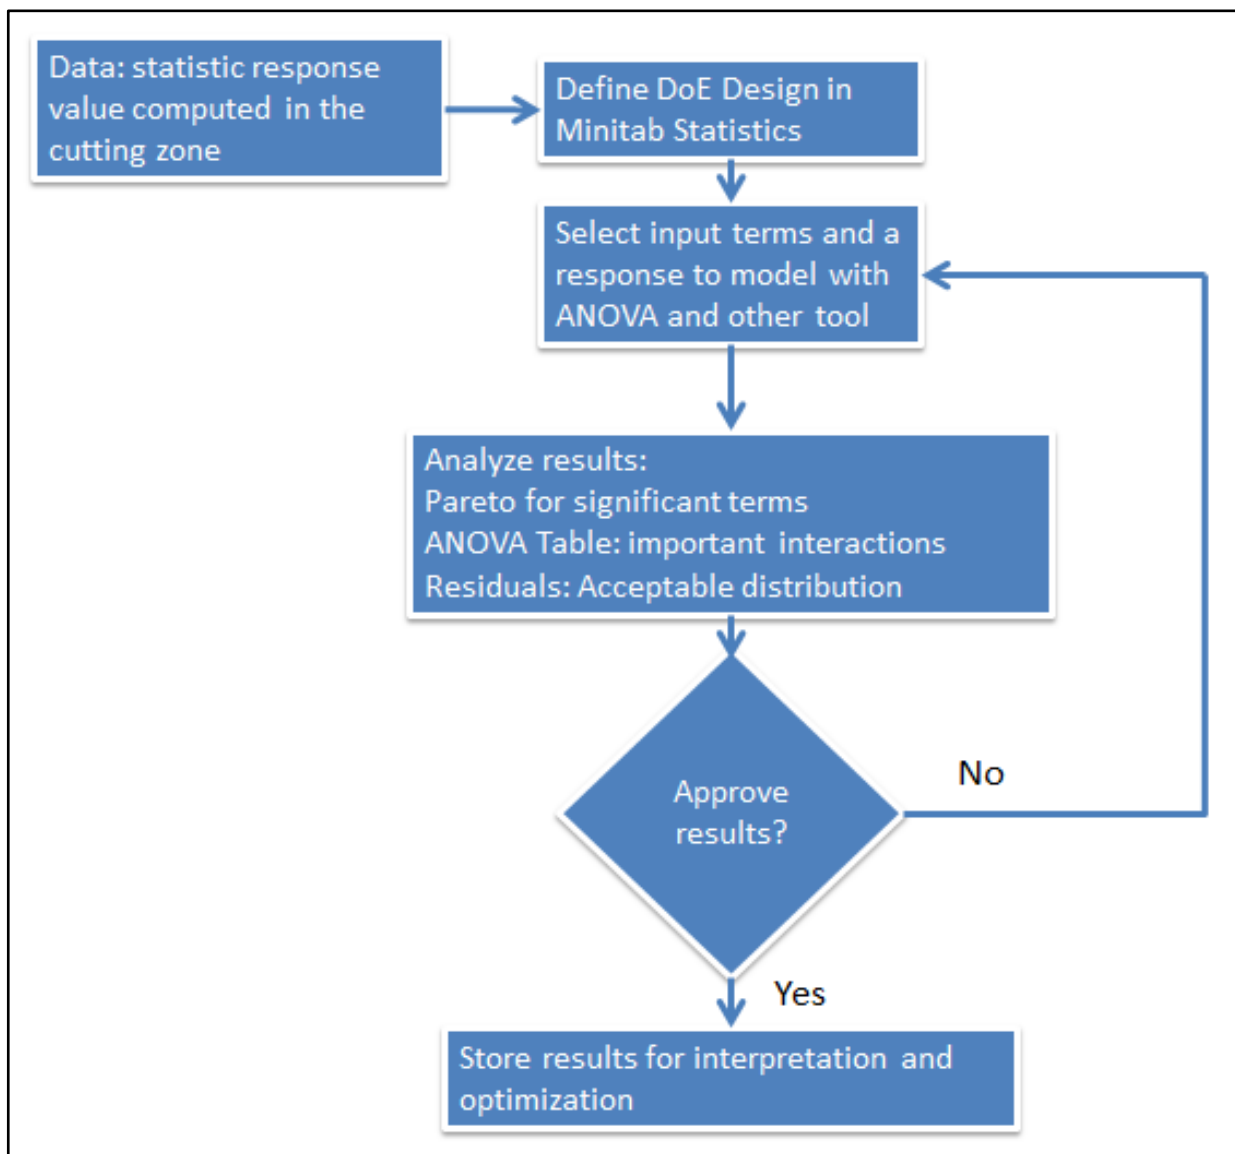 Data: statistic response
value computed in the
cutting zone
Define DoE Design in
Minitab Statistics
Select input terms and a
response to model with
ANOVA and other tool
Analyze results:
Pareto for significant terms
ANOVA Table: important interactions
Residuals: Acceptable distribution
Approve
results?
No
Yes
Store results for interpretation and
optimization